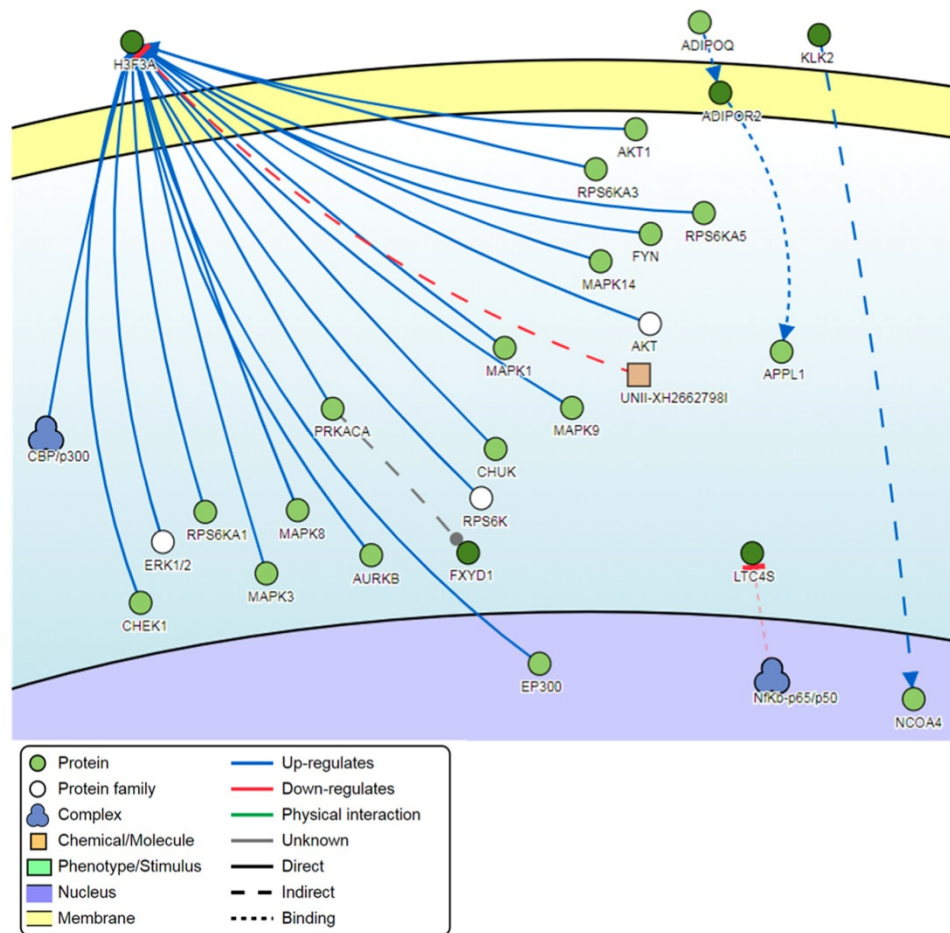 ADIPOQ
KLK2
H3F3A
ADIPOR2
AKT1
RPS6KA3
RPS6KA5
FYN
MAPK14
AKT
MAPK1
APPL1
UNII-XH2662798I
PRKACA
MAPK9
CBP/p300
CHUK
RPS6K
RPS6KA1
MAPK8
ERK1/2
AURKB
FXYD1
LTC4S
MAPK3
CHEK1
EP300
NfKb-p65/p50
NCOA4
Protein
Up-regulates
Protein family
Down-regulates
Complex
Physical interaction
Chemical/Molecule
Unknown
Phenotype/Stimulus
Direct
Nucleus
Indirect
Membrane
Binding